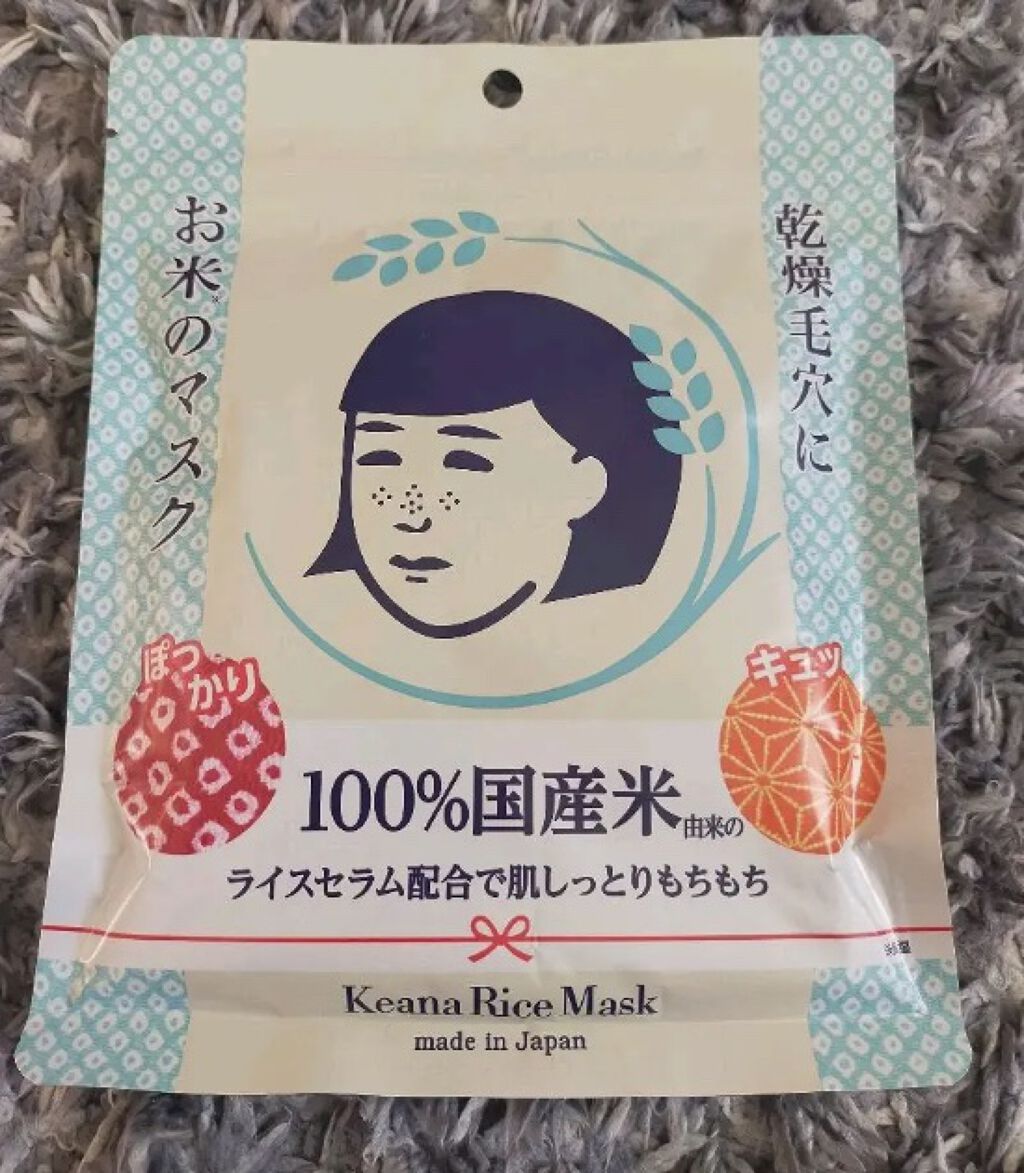 乾燥毛穴に
お米※のマスク
ぽっ
かり
キュッ
100%国産米由来の
ライスセラム配合で肌しっとりもちもち
Keana Rice Mask
made in Japan